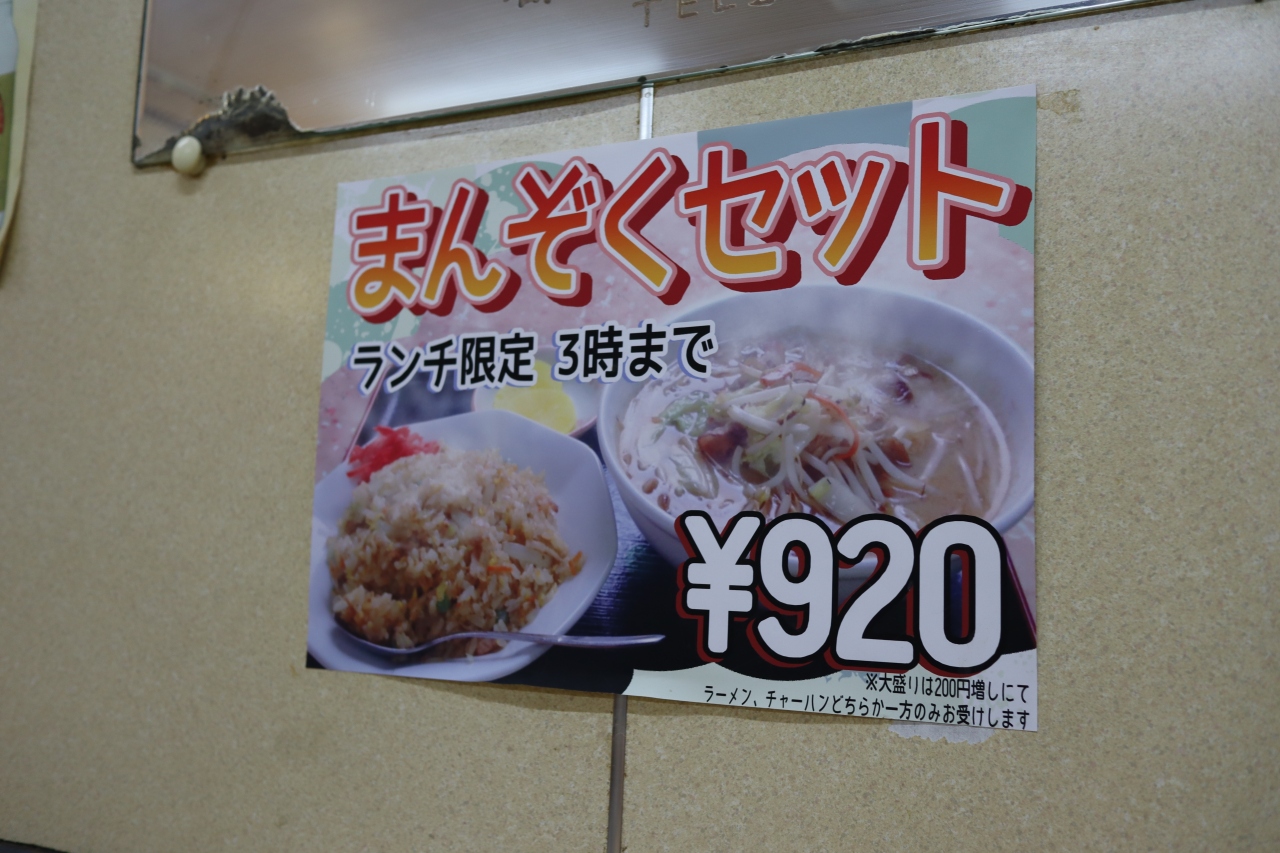 まんぞくセット
ランチ限定 3時まで
¥920
※大盛りは200円増しにて
ラーメン、チャーハンどちらか一方のみお受けします